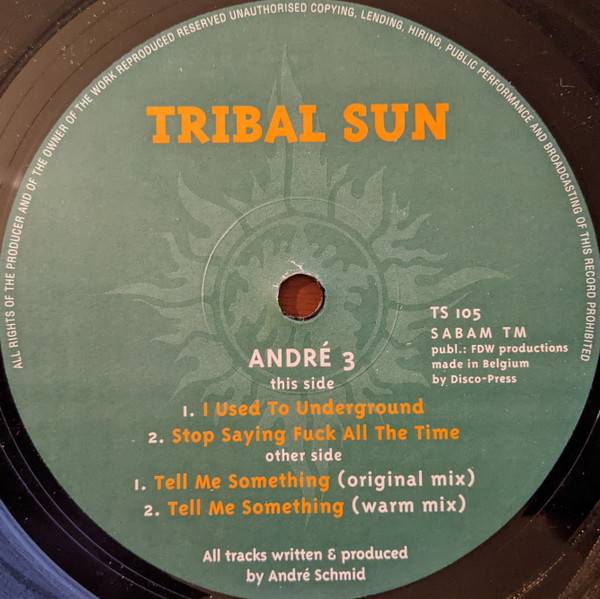 ALL RIGHTS OF THE PRODUCER AND OF THE OWNER OF THE WORK REPRODUCED RESERVED UNAUTHORISED COPYING, LENDING, HIRING, PUBLIC PERFORMANCE AND BROADCASTING OF THIS RECORD PROHIBITED
TRIBAL SUN
TS 105
SABAM TM
publ.: FDW productions
made in Belgium
by Disco-Press
ANDRÉ 3
this side
1. I Used To Underground
2. Stop Saying Fuck All The Time
other side
1. Tell Me Something (original mix)
2. Tell Me Something (warm mix)
All tracks written & produced
by André Schmid